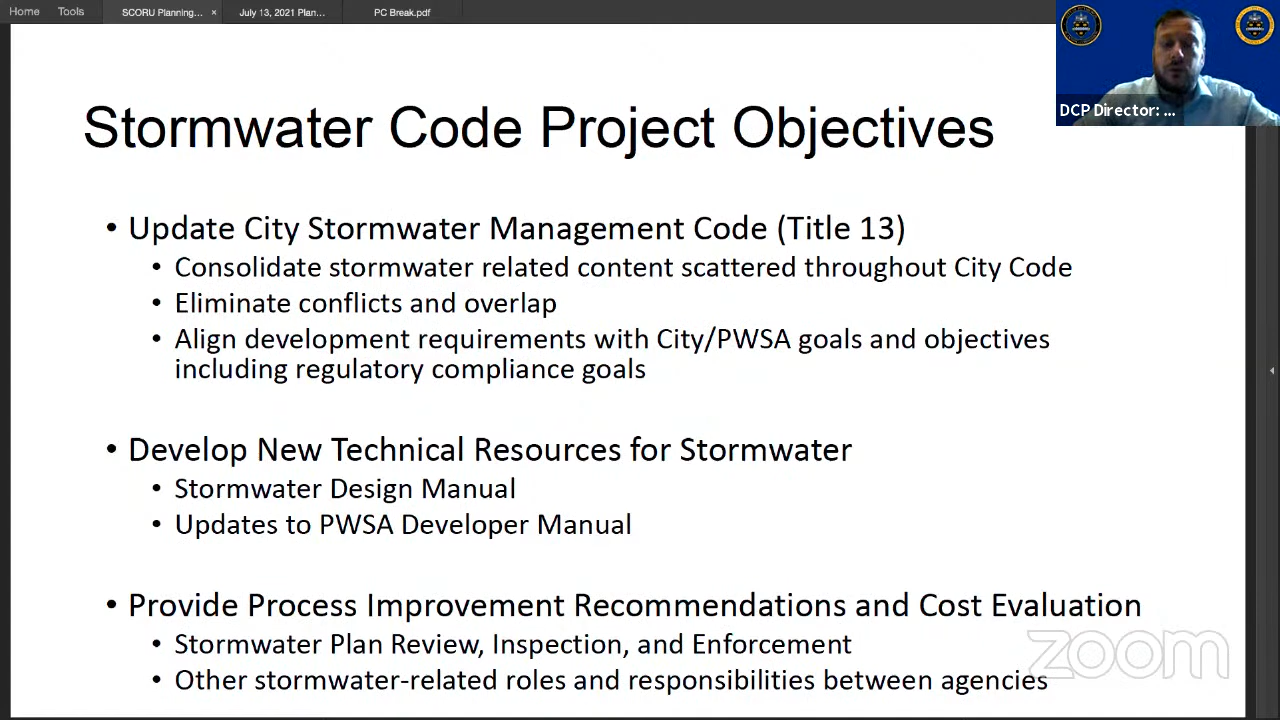 Home Tools SCORU Planning... × July 13, 2021 Plan... PC Break.pdf
DCP Director: ...
Stormwater Code Project Objectives
• Update City Stormwater Management Code (Title 13)
• Consolidate stormwater related content scattered throughout City Code
• Eliminate conflicts and overlap
• Align development requirements with City/PWSA goals and objectives
including regulatory compliance goals
• Develop New Technical Resources for Stormwater
• Stormwater Design Manual
• Updates to PWSA Developer Manual
• Provide Process Improvement Recommendations and Cost Evaluation
• Stormwater Plan Review, Inspection, and Enforcement
• Other stormwater-related roles and responsibilities between agencies
zoom